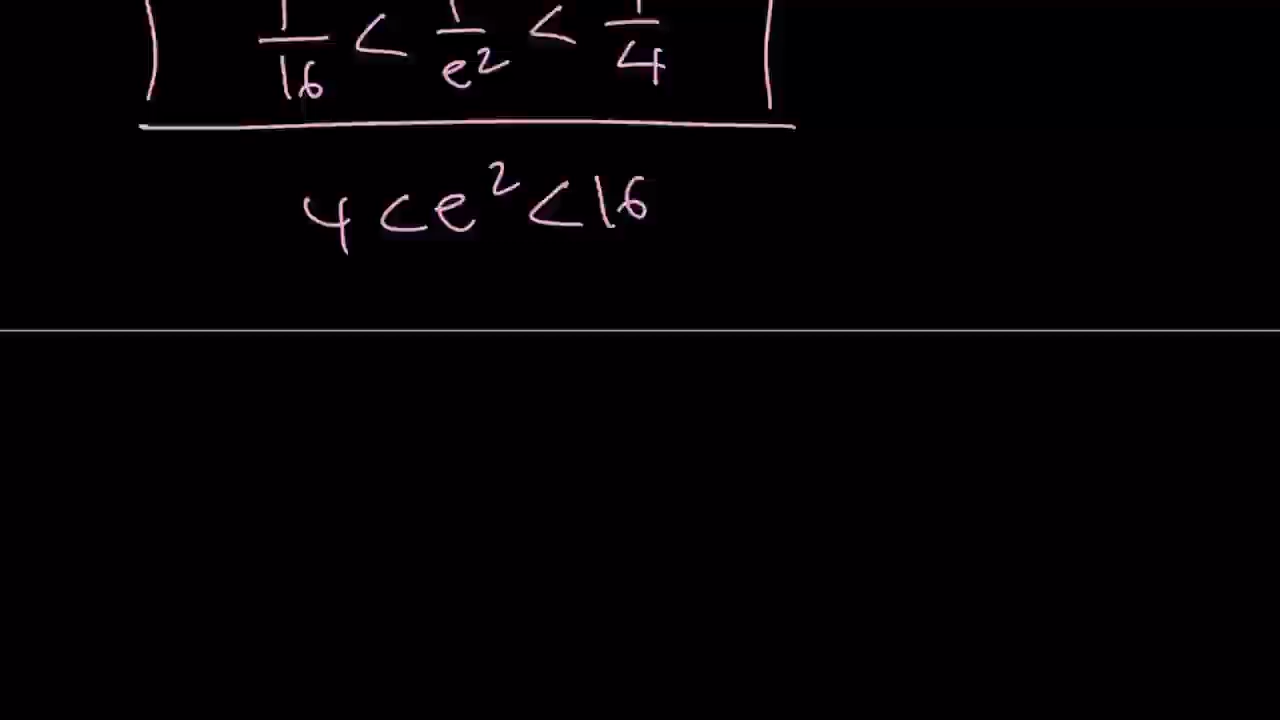 1/16 < 1/e² < 1/4
4 < e² < 16